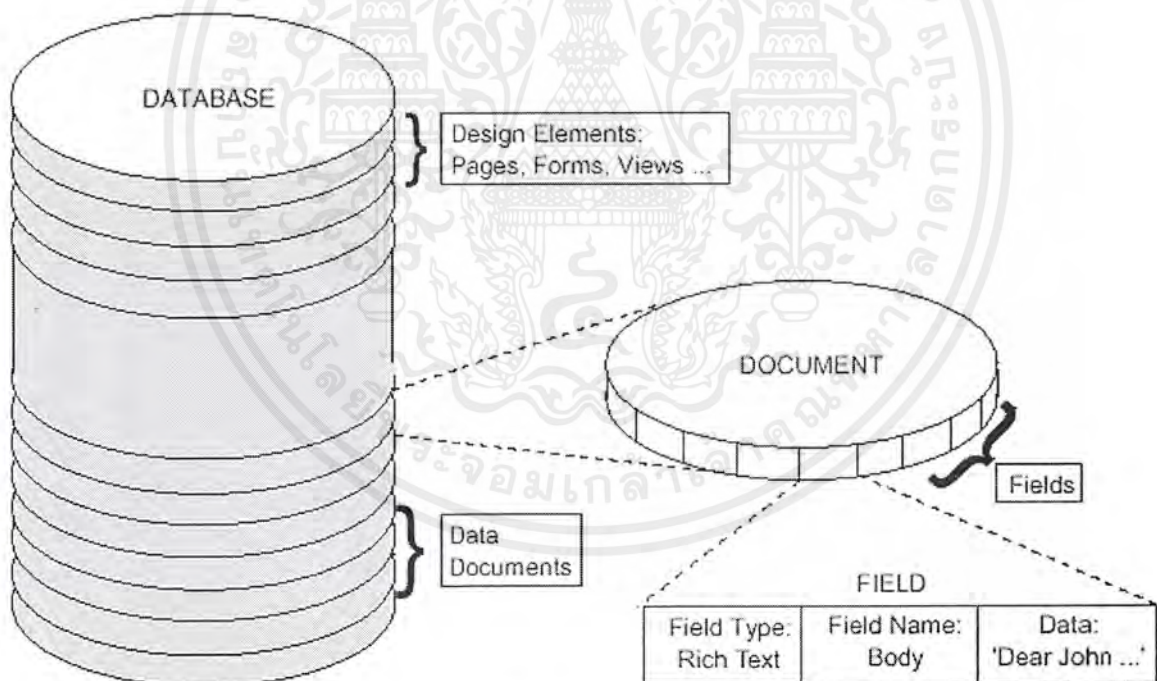 DATABASE
Design Elements:
Pages, Forms, Views ...
DOCUMENT
Fields
Data
Documents
FIELD
Field Type:
Rich Text
Field Name:
Body
Data:
'Dear John ...'